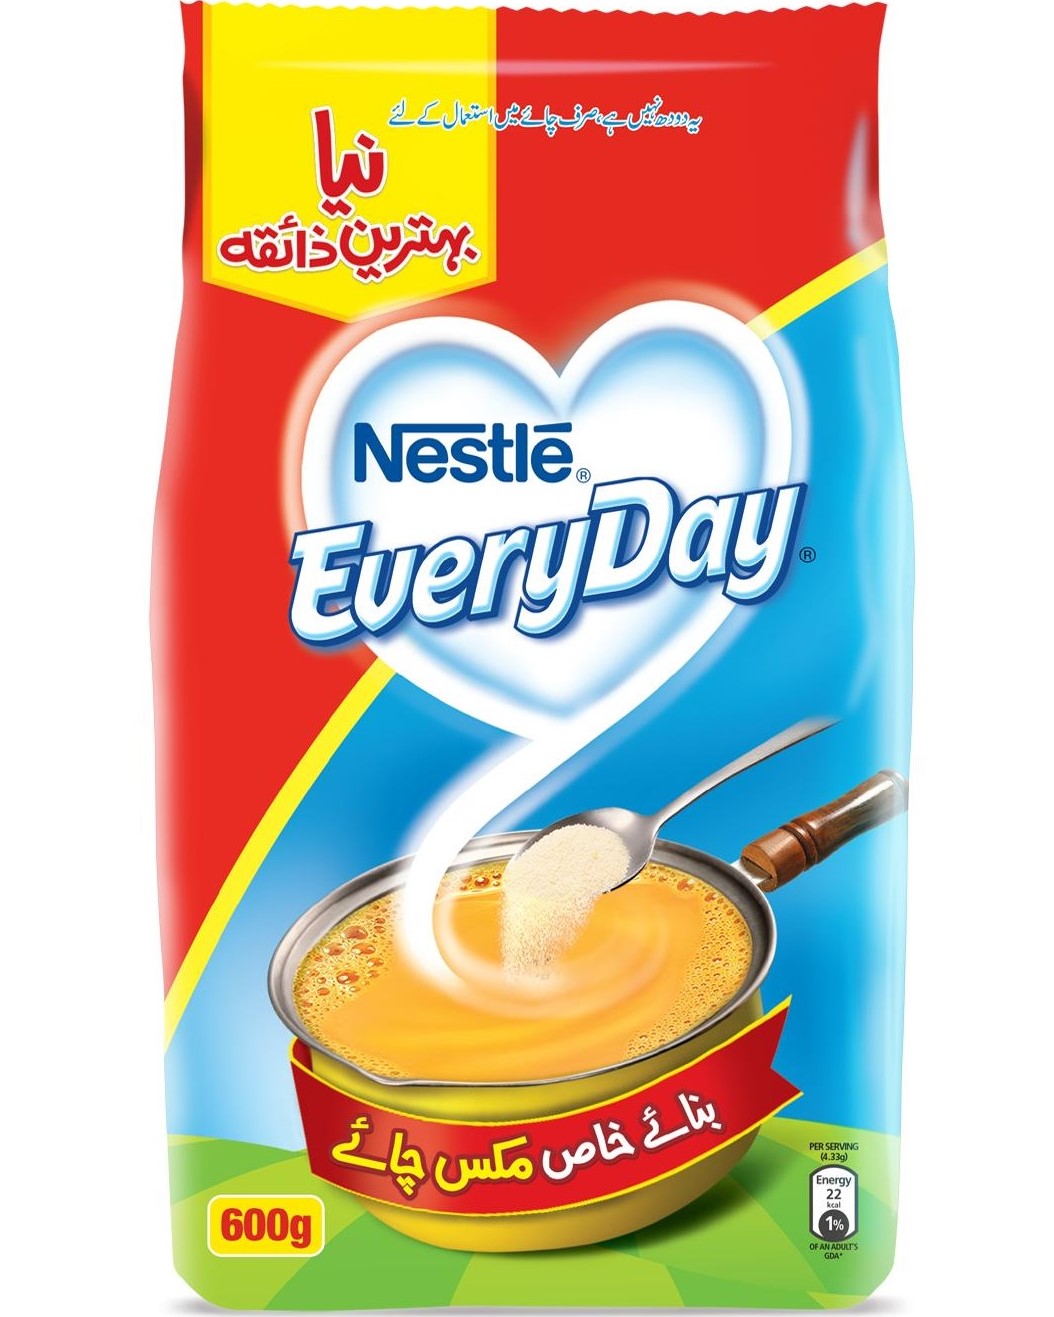 یہ دودھ نہیں ہے، صرف چائے میں استعمال کے لئے
نیا
بہترین ذائقہ
Nestlé®
EveryDay®
بنائے خاص مکس چائے
600g
PER SERVING
(4.33g)
Energy
22
kcal
1%
OF AN ADULT'S
GDA*